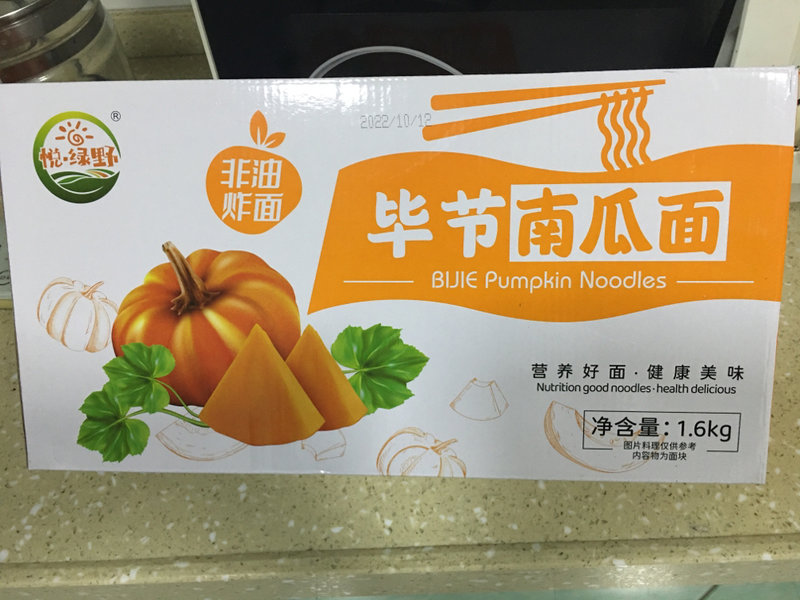 悦·绿野
®
非油
炸面
2022/10/12
毕节南瓜面
BIJIE Pumpkin Noodles
营养好面·健康美味
Nutrition good noodles·health delicious
净含量：1.6kg
图片料理仅供参考
内容物为面块